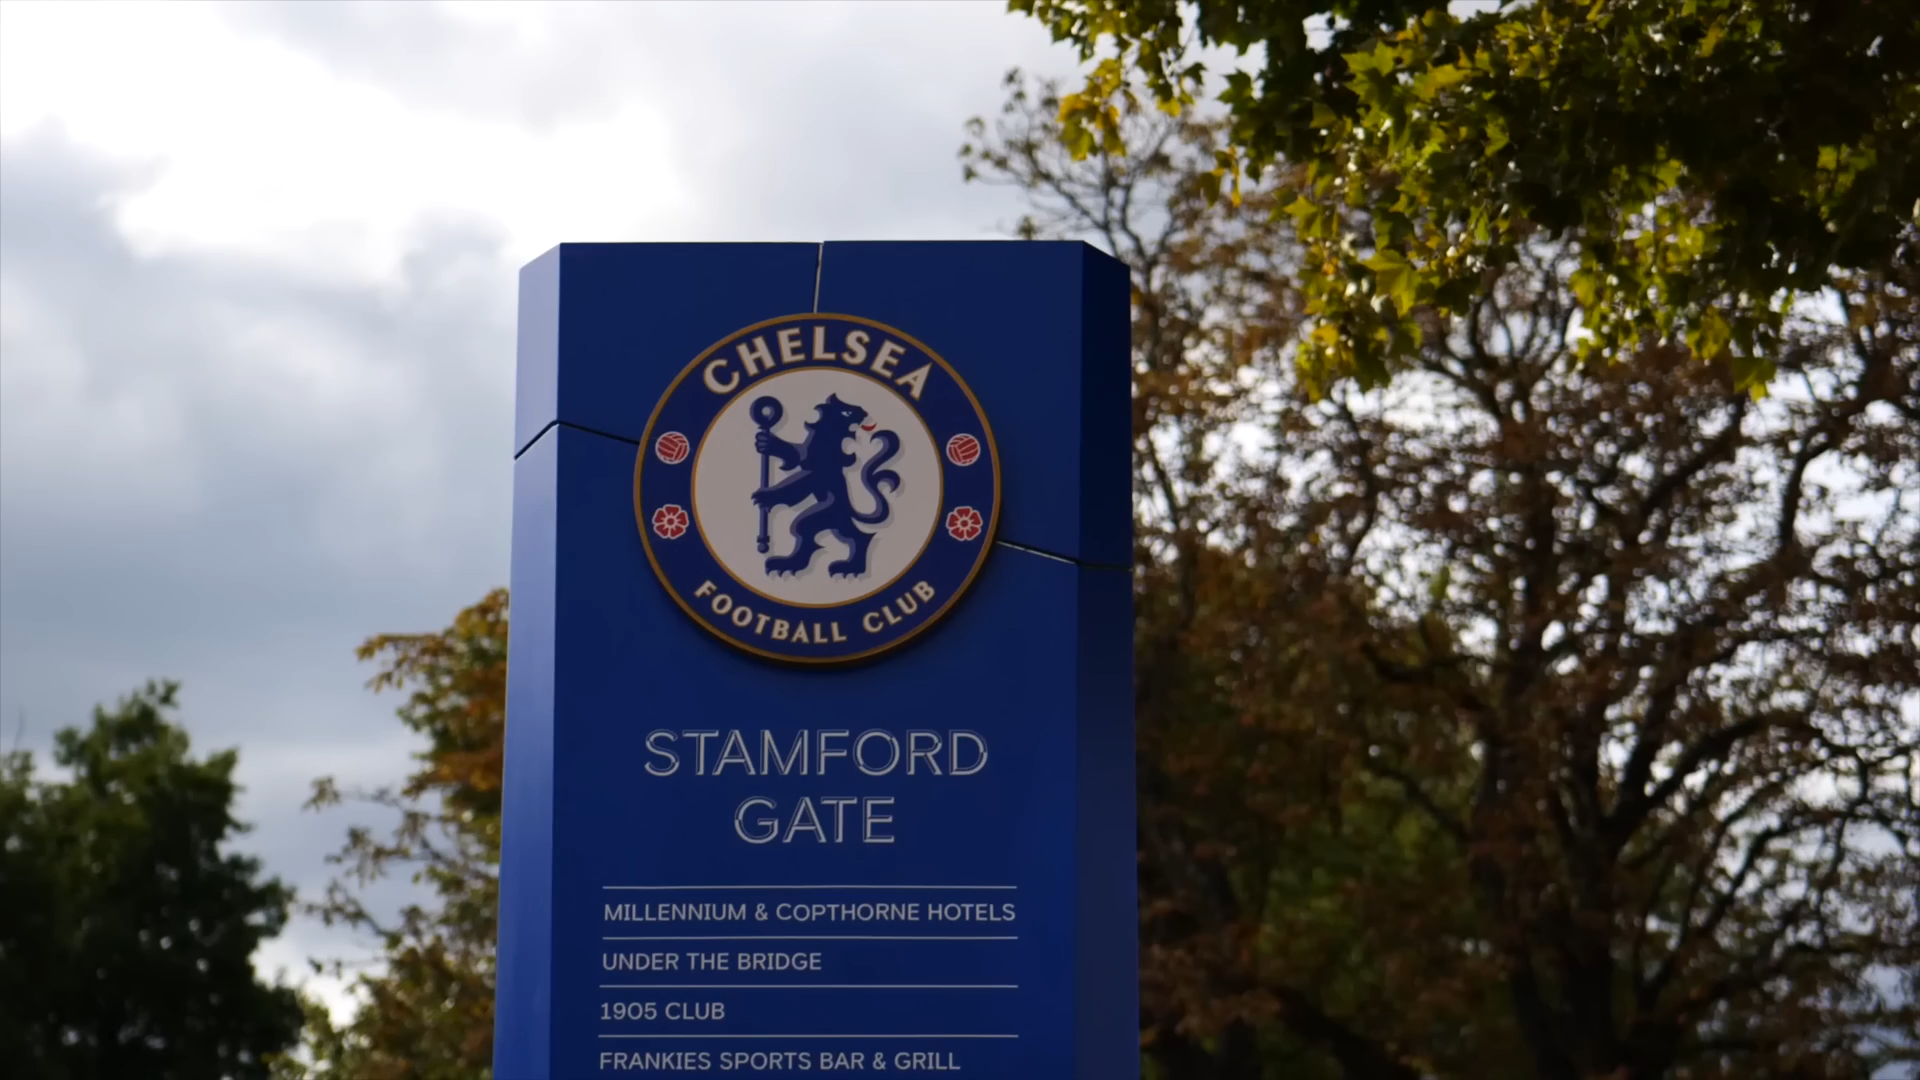 CHELSEA
FOOTBALL CLUB
STAMFORD
GATE
MILLENNIUM & COPTHORNE HOTELS
UNDER THE BRIDGE
1905 CLUB
FRANKIES SPORTS BAR & GRILL